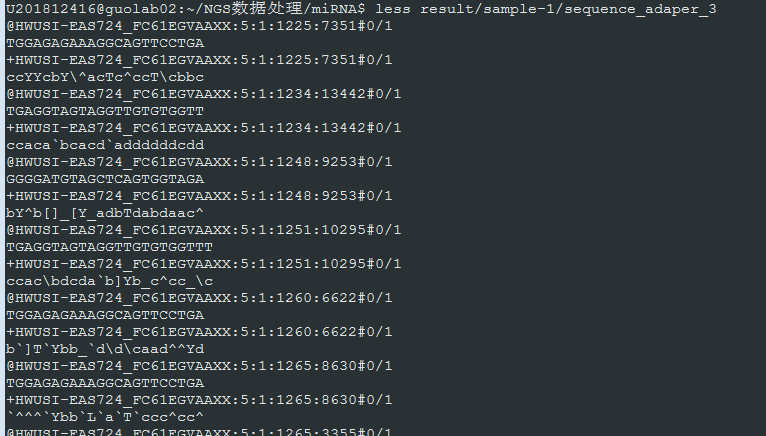 U201812416@guolab02:~/NGS数据处理/miRNA$ less result/sample-1/sequence_adaper_3
@HWUSI-EAS724_FC61EGVAAXX:5:1:1225:7351#0/1
TGGAGAGAAAGGCAGTTCCTGA
+HWUSI-EAS724_FC61EGVAAXX:5:1:1225:7351#0/1
ccYYcbY\^acTc^ccT\cbbc
@HWUSI-EAS724_FC61EGVAAXX:5:1:1234:13442#0/1
TGAGGTAGTAGGTTGTGTGGTT
+HWUSI-EAS724_FC61EGVAAXX:5:1:1234:13442#0/1
ccaca`bcacd`addddddcdd
@HWUSI-EAS724_FC61EGVAAXX:5:1:1248:9253#0/1
GGGGATGTAGCTCAGTGGTAGA
+HWUSI-EAS724_FC61EGVAAXX:5:1:1248:9253#0/1
bY^b[]_[Y_adbTdabdaac^
@HWUSI-EAS724_FC61EGVAAXX:5:1:1251:10295#0/1
TGAGGTAGTAGGTTGTGTGGTTT
+HWUSI-EAS724_FC61EGVAAXX:5:1:1251:10295#0/1
ccac\bdcda`b]Yb_c^cc_\c
@HWUSI-EAS724_FC61EGVAAXX:5:1:1260:6622#0/1
TGGAGAGAAAGGCAGTTCCTGA
+HWUSI-EAS724_FC61EGVAAXX:5:1:1260:6622#0/1
b`]T`Ybb_`d\d\caad^^Yd
@HWUSI-EAS724_FC61EGVAAXX:5:1:1265:8630#0/1
TGGAGAGAAAGGCAGTTCCTGA
+HWUSI-EAS724_FC61EGVAAXX:5:1:1265:8630#0/1
`^^^`Ybb`L`a`T`ccc^cc^
@HWUSI-EAS724_FC61EGVAAXX:5:1:1265:3355#0/1